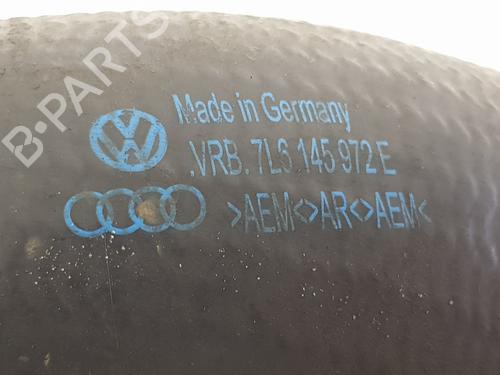 B-PARTS
Made in Germany
.VRB. 7L6 145 972 E
>AEM<>AR<>AEM<